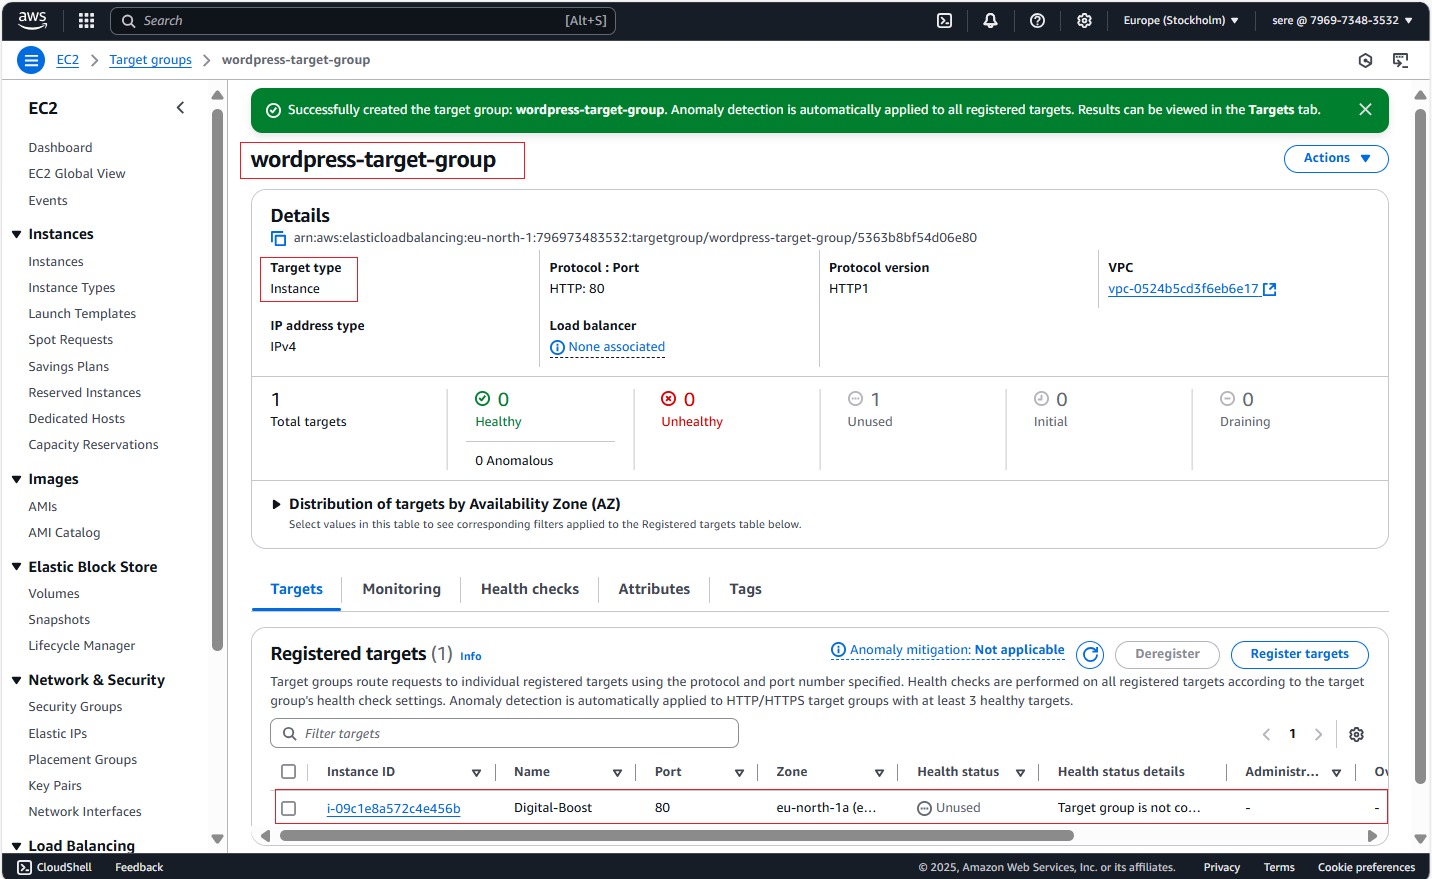 aws
Search
[Alt+S]
Europe (Stockholm)
sere @ 7969-7348-3532
EC2
Target groups
wordpress-target-group
EC2
Dashboard
EC2 Global View
Events
Instances
Instances
Instance Types
Launch Templates
Spot Requests
Savings Plans
Reserved Instances
Dedicated Hosts
Capacity Reservations
Images
AMIs
AMI Catalog
Elastic Block Store
Volumes
Snapshots
Lifecycle Manager
Network & Security
Security Groups
Elastic IPs
Placement Groups
Key Pairs
Network Interfaces
Load Balancing
Successfully created the target group: wordpress-target-group. Anomaly detection is automatically applied to all registered targets. Results can be viewed in the Targets tab.
wordpress-target-group
Actions
Details
arn:aws:elasticloadbalancing:eu-north-1:796973483532:targetgroup/wordpress-target-group/5363b8bf54d06e80
Target type
Instance
Protocol : Port
HTTP: 80
Protocol version
HTTP1
VPC
vpc-0524b5cd3f6eb6e17
IP address type
IPv4
Load balancer
None associated
1
Total targets
0
Healthy
0 Anomalous
0
Unhealthy
1
Unused
0
Initial
0
Draining
Distribution of targets by Availability Zone (AZ)
Select values in this table to see corresponding filters applied to the Registered targets table below.
Targets
Monitoring
Health checks
Attributes
Tags
Registered targets (1) Info
Anomaly mitigation: Not applicable
Deregister
Register targets
Target groups route requests to individual registered targets using the protocol and port number specified. Health checks are performed on all registered targets according to the target
group's health check settings. Anomaly detection is automatically applied to HTTP/HTTPS target groups with at least 3 healthy targets.
Filter targets
1
Instance ID
Name
Port
Zone
Health status
Health status details
Administr...
i-09c1e8a572c4e456b
Digital-Boost
80
eu-north-1a (e...
Unused
Target group is not co...
-
-
CloudShell
Feedback
© 2025, Amazon Web Services, Inc. or its affiliates.
Privacy
Terms
Cookie preferences